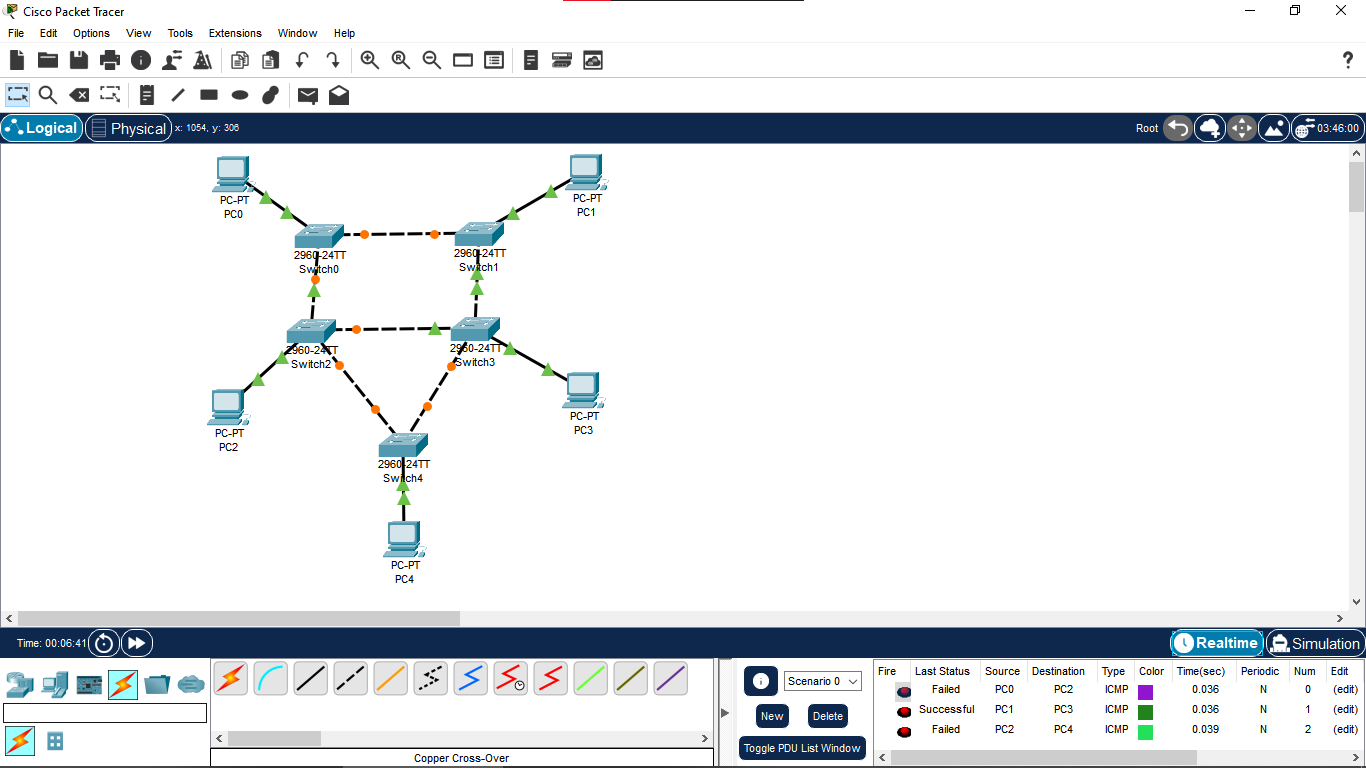 Cisco Packet Tracer
File Edit Options View Tools Extensions Window Help
Logical Physical x: 1054, y: 306 Root 03:46:00
PC-PT
PC0
PC-PT
PC1
2960-24TT
Switch0
2960-24TT
Switch1
2960-24TT
Switch2
2960-24TT
Switch3
PC-PT
PC2
PC-PT
PC3
2960-24TT
Switch4
PC-PT
PC4
Time: 00:06:41 Realtime Simulation
Scenario 0
New Delete
Toggle PDU List Window
Fire Last Status Source Destination Type Color Time(sec) Periodic Num Edit
Failed PC0 PC2 ICMP 0.036 N 0 (edit)
Successful PC1 PC3 ICMP 0.036 N 1 (edit)
Failed PC2 PC4 ICMP 0.039 N 2 (edit)
Copper Cross-Over